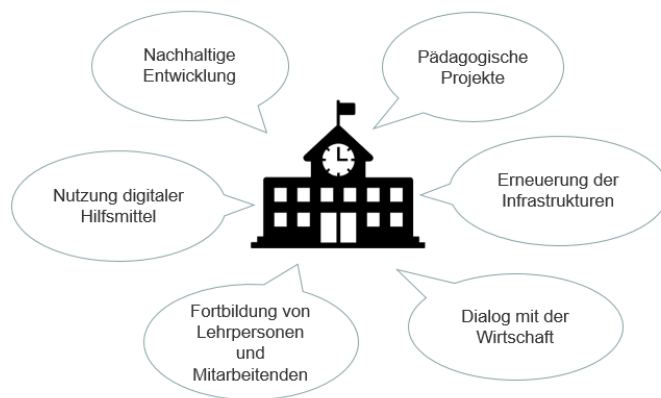 Nachhaltige
Entwicklung
Pädagogische
Projekte
Nutzung digitaler
Hilfsmittel
Erneuerung der
Infrastrukturen
Fortbildung von
Lehrpersonen
und
Mitarbeitenden
Dialog mit der
Wirtschaft